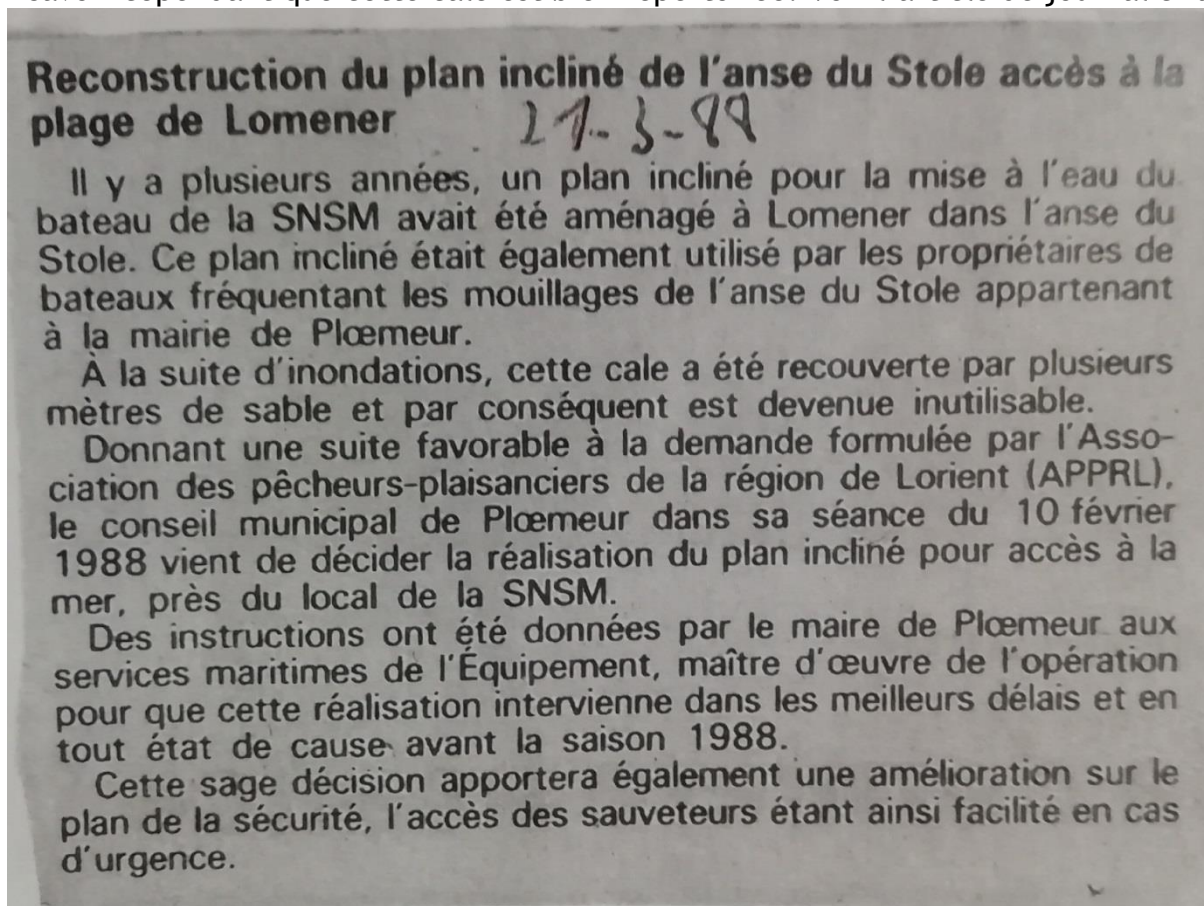 Reconstruction du plan incliné de l'anse du Stole accès à la
plage de Lomener
Il y a plusieurs années, un plan incliné pour la mise à l'eau du
bateau de la SNSM avait été aménagé à Lomener dans l'anse du
Stole. Ce plan incliné était également utilisé par les propriétaires de
bateaux fréquentant les mouillages de l'anse du Stole appartenant
à la mairie de Plœmeur.
À la suite d'inondations, cette cale a été recouverte par plusieurs
mètres de sable et par conséquent est devenue inutilisable.
Donnant une suite favorable à la demande formulée par l'Asso-
ciation des pêcheurs-plaisanciers de la région de Lorient (APPRL),
le conseil municipal de Plœmeur dans sa séance du 10 février
1988 vient de décider la réalisation du plan incliné pour accès à la
mer, près du local de la SNSM.
Des instructions ont été données par le maire de Plœmeur aux
services maritimes de l'Équipement, maître d'œuvre de l'opération
pour que cette réalisation intervienne dans les meilleurs délais et en
tout état de cause avant la saison 1988.
Cette sage décision apportera également une amélioration sur le
plan de la sécurité, l'accès des sauveteurs étant ainsi facilité en cas
d'urgence.